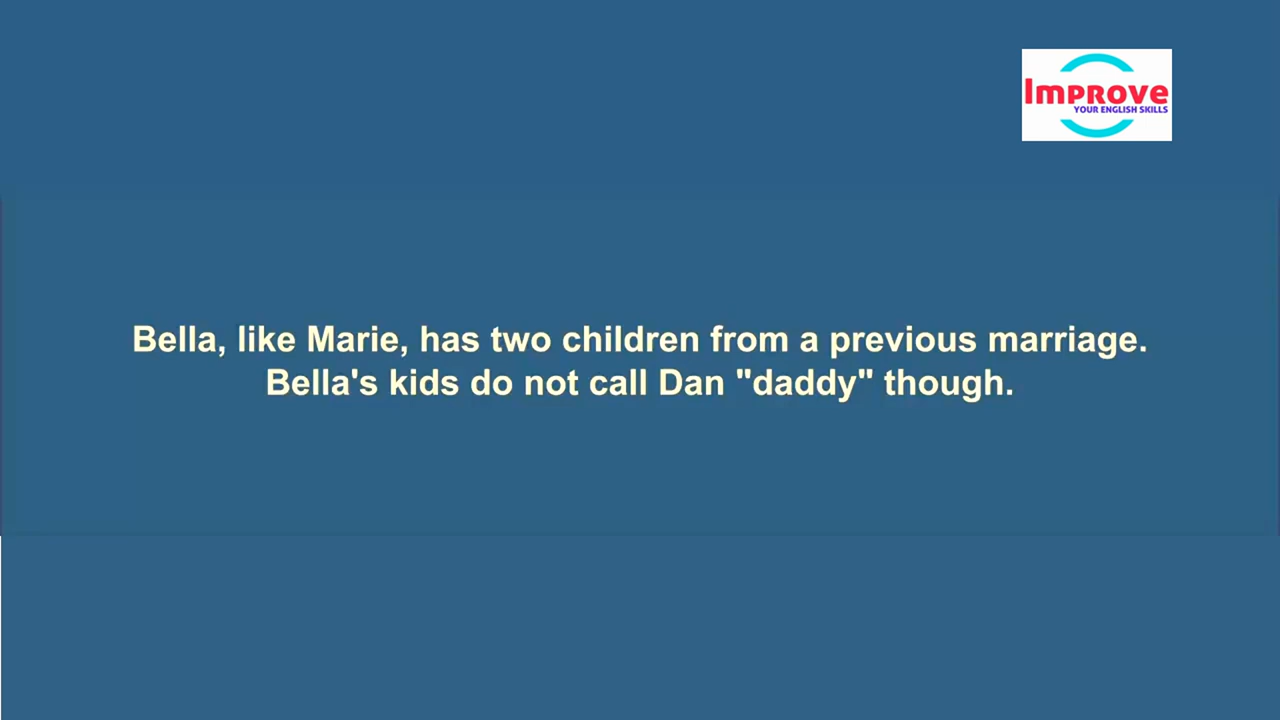 Improve
YOUR ENGLISH SKILLS
Bella, like Marie, has two children from a previous marriage.
Bella's kids do not call Dan "daddy" though.